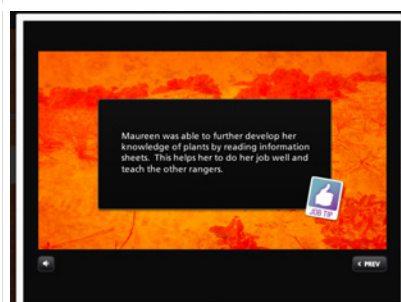 Maureen was able to further develop her
knowledge of plants by reading information
sheets. This helps her to do her job well and
teach the other rangers.
JOB TIP
< PREV